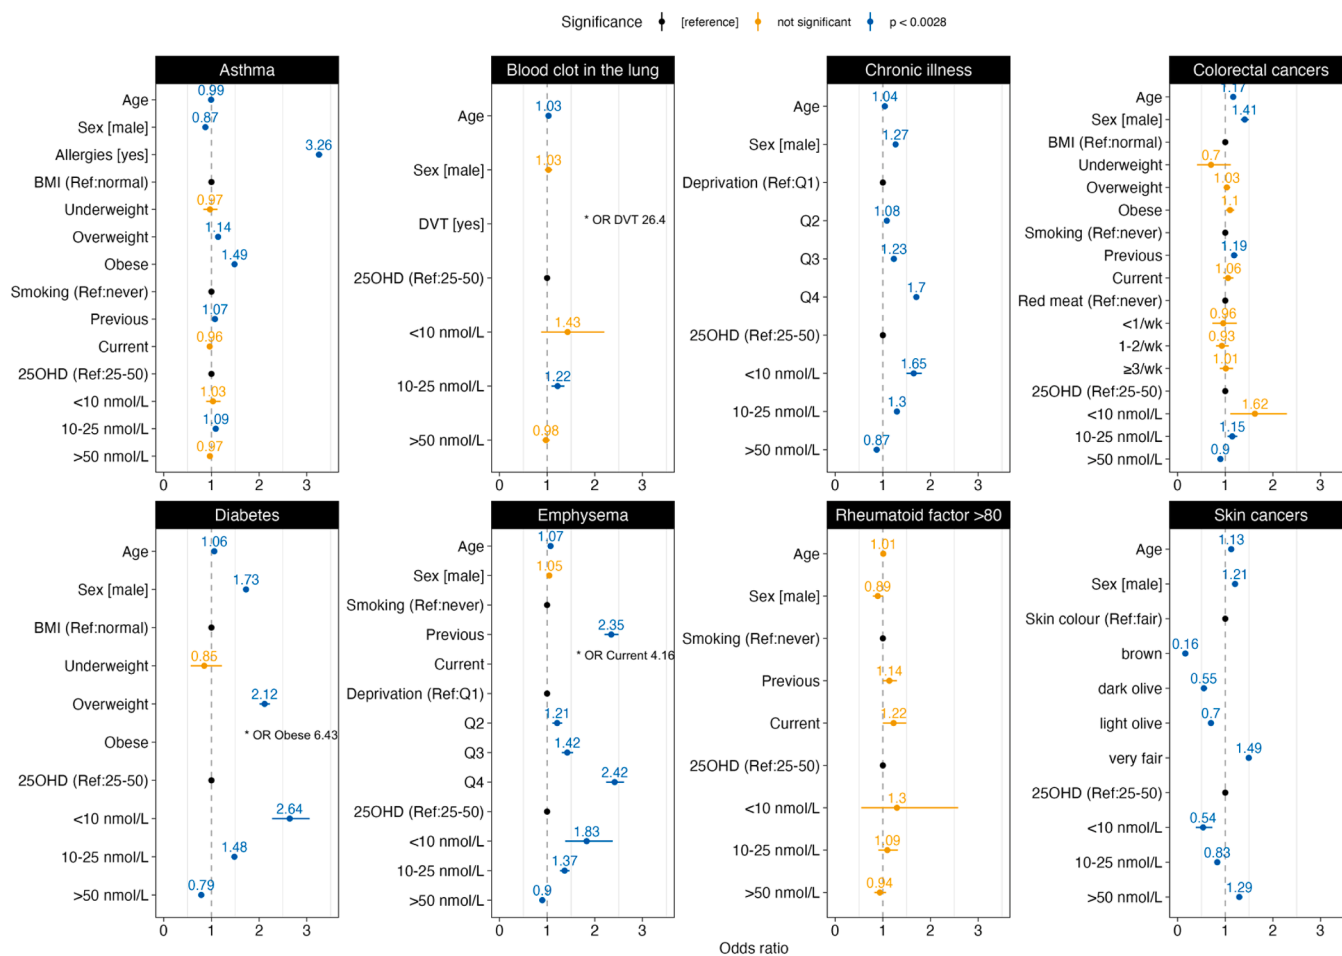 Significance [reference] not significant p < 0.0028
Asthma
Age 0.99
Sex [male] 0.87
Allergies [yes] 3.26
BMI (Ref:normal)
Underweight 0.97
Overweight 1.14
Obese 1.49
Smoking (Ref:never)
Previous 1.07
Current 0.96
25OHD (Ref:25-50)
<10 nmol/L 1.03
10-25 nmol/L 1.09
>50 nmol/L 0.97
0 1 2 3
Blood clot in the lung
Age 1.03
Sex [male] 1.03
DVT [yes] * OR DVT 26.4
25OHD (Ref:25-50)
<10 nmol/L 1.43
10-25 nmol/L 1.22
>50 nmol/L 0.98
0 1 2 3
Chronic illness
Age 1.04
Sex [male] 1.27
Deprivation (Ref:Q1)
Q2 1.08
Q3 1.23
Q4 1.7
25OHD (Ref:25-50)
<10 nmol/L 1.65
10-25 nmol/L 1.3
>50 nmol/L 0.87
0 1 2 3
Colorectal cancers
Age 1.17
Sex [male] 1.41
BMI (Ref:normal)
Underweight 0.7
Overweight 1.03
Obese 1.1
Smoking (Ref:never)
Previous 1.19
Current 1.06
Red meat (Ref:never)
<1/wk 0.96
1-2/wk 0.93
≥3/wk 1.01
25OHD (Ref:25-50)
<10 nmol/L 1.62
10-25 nmol/L 1.15
>50 nmol/L 0.9
0 1 2 3
Diabetes
Age 1.06
Sex [male] 1.73
BMI (Ref:normal)
Underweight 0.85
Overweight 2.12
Obese * OR Obese 6.43
25OHD (Ref:25-50)
<10 nmol/L 2.64
10-25 nmol/L 1.48
>50 nmol/L 0.79
0 1 2 3
Emphysema
Age 1.07
Sex [male] 1.05
Smoking (Ref:never)
Previous 2.35
Current * OR Current 4.16
Deprivation (Ref:Q1)
Q2 1.21
Q3 1.42
Q4 2.42
25OHD (Ref:25-50)
<10 nmol/L 1.83
10-25 nmol/L 1.37
>50 nmol/L 0.9
0 1 2 3
Rheumatoid factor >80
Age 1.01
Sex [male] 0.89
Smoking (Ref:never)
Previous 1.14
Current 1.22
25OHD (Ref:25-50)
<10 nmol/L 1.3
10-25 nmol/L 1.09
>50 nmol/L 0.94
0 1 2 3
Skin cancers
Age 1.13
Sex [male] 1.21
Skin colour (Ref:fair)
brown 0.16
dark olive 0.55
light olive 0.7
very fair 1.49
25OHD (Ref:25-50)
<10 nmol/L 0.54
10-25 nmol/L 0.83
>50 nmol/L 1.29
0 1 2 3
Odds ratio